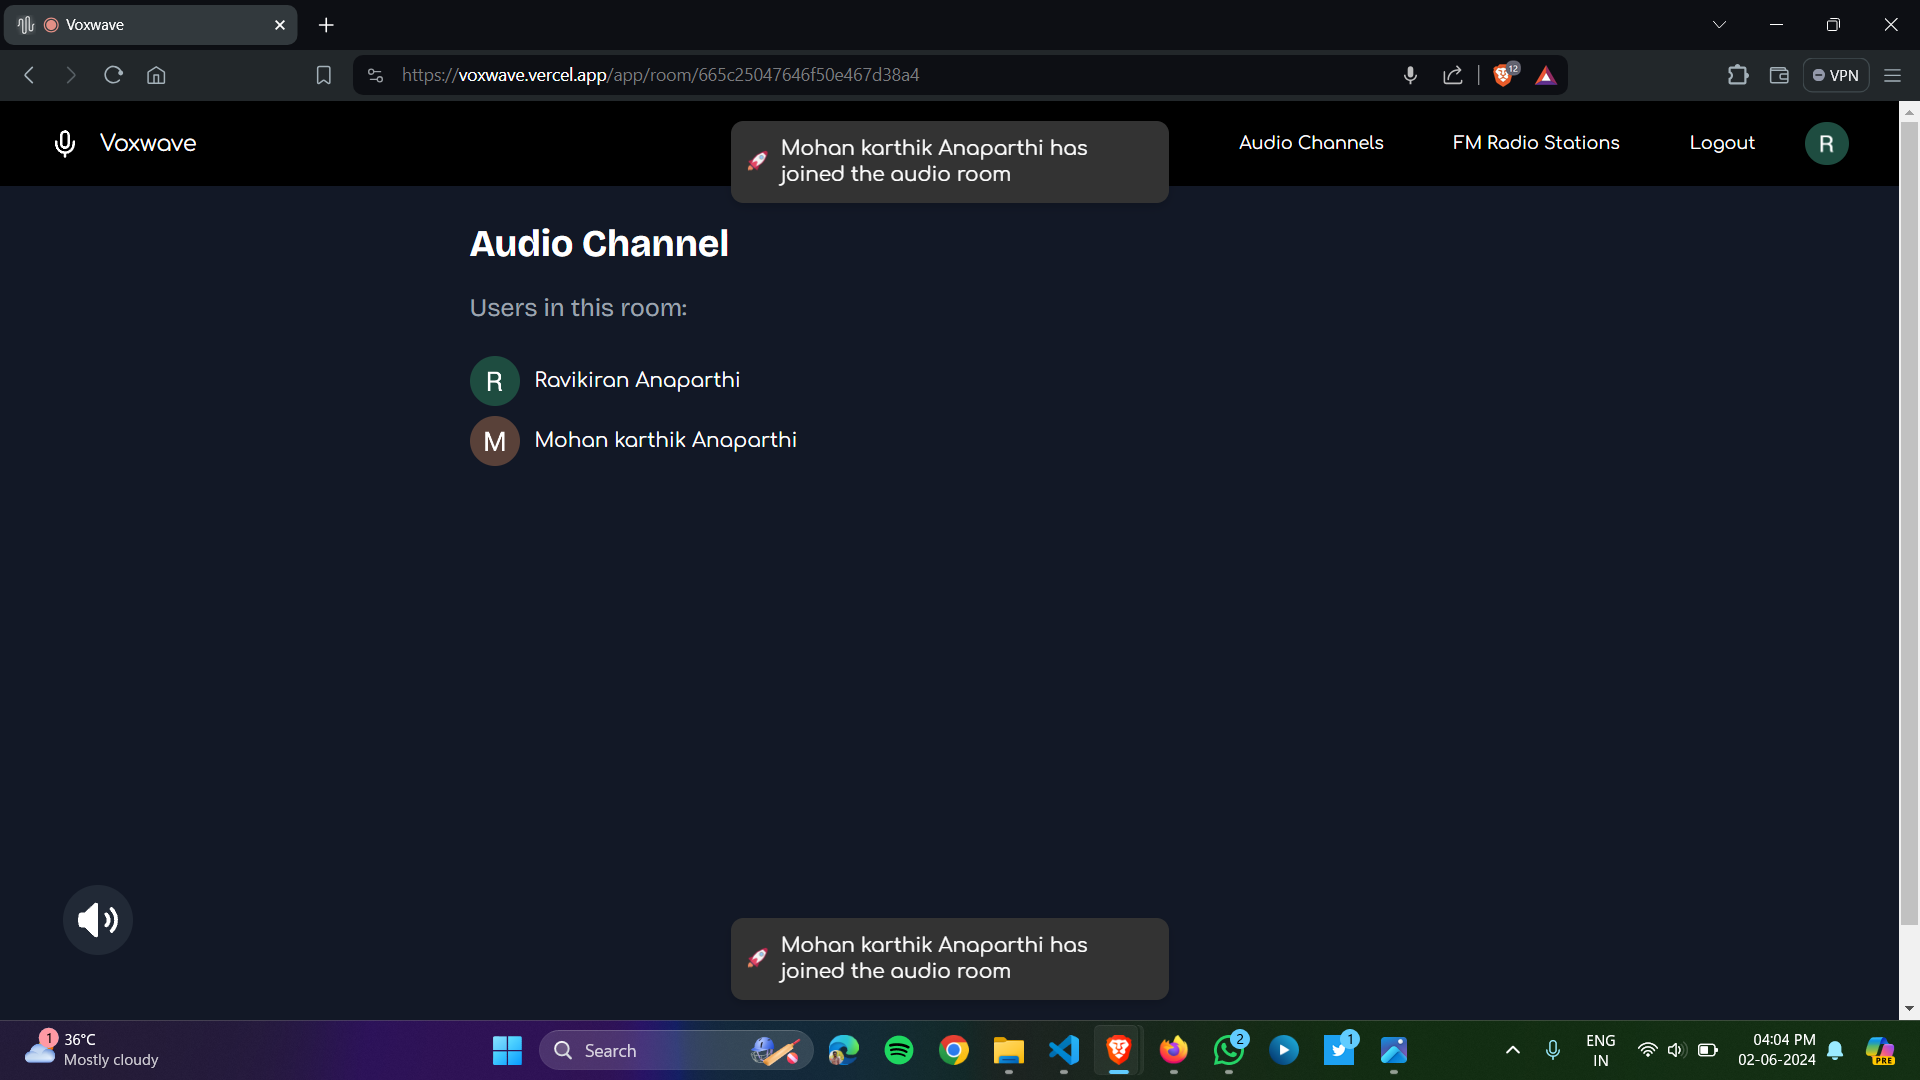 Voxwave
https://voxwave.vercel.app/app/room/665c25047646f50e467d38a4
12
VPN
Voxwave
Mohan karthik Anaparthi has
joined the audio room
Audio Channels
FM Radio Stations
Logout
R
Audio Channel
Users in this room:
R
Ravikiran Anaparthi
M
Mohan karthik Anaparthi
Mohan karthik Anaparthi has
joined the audio room
1
36°C
Mostly cloudy
Search
2
1
ENG
IN
04:04 PM
02-06-2024
PRE